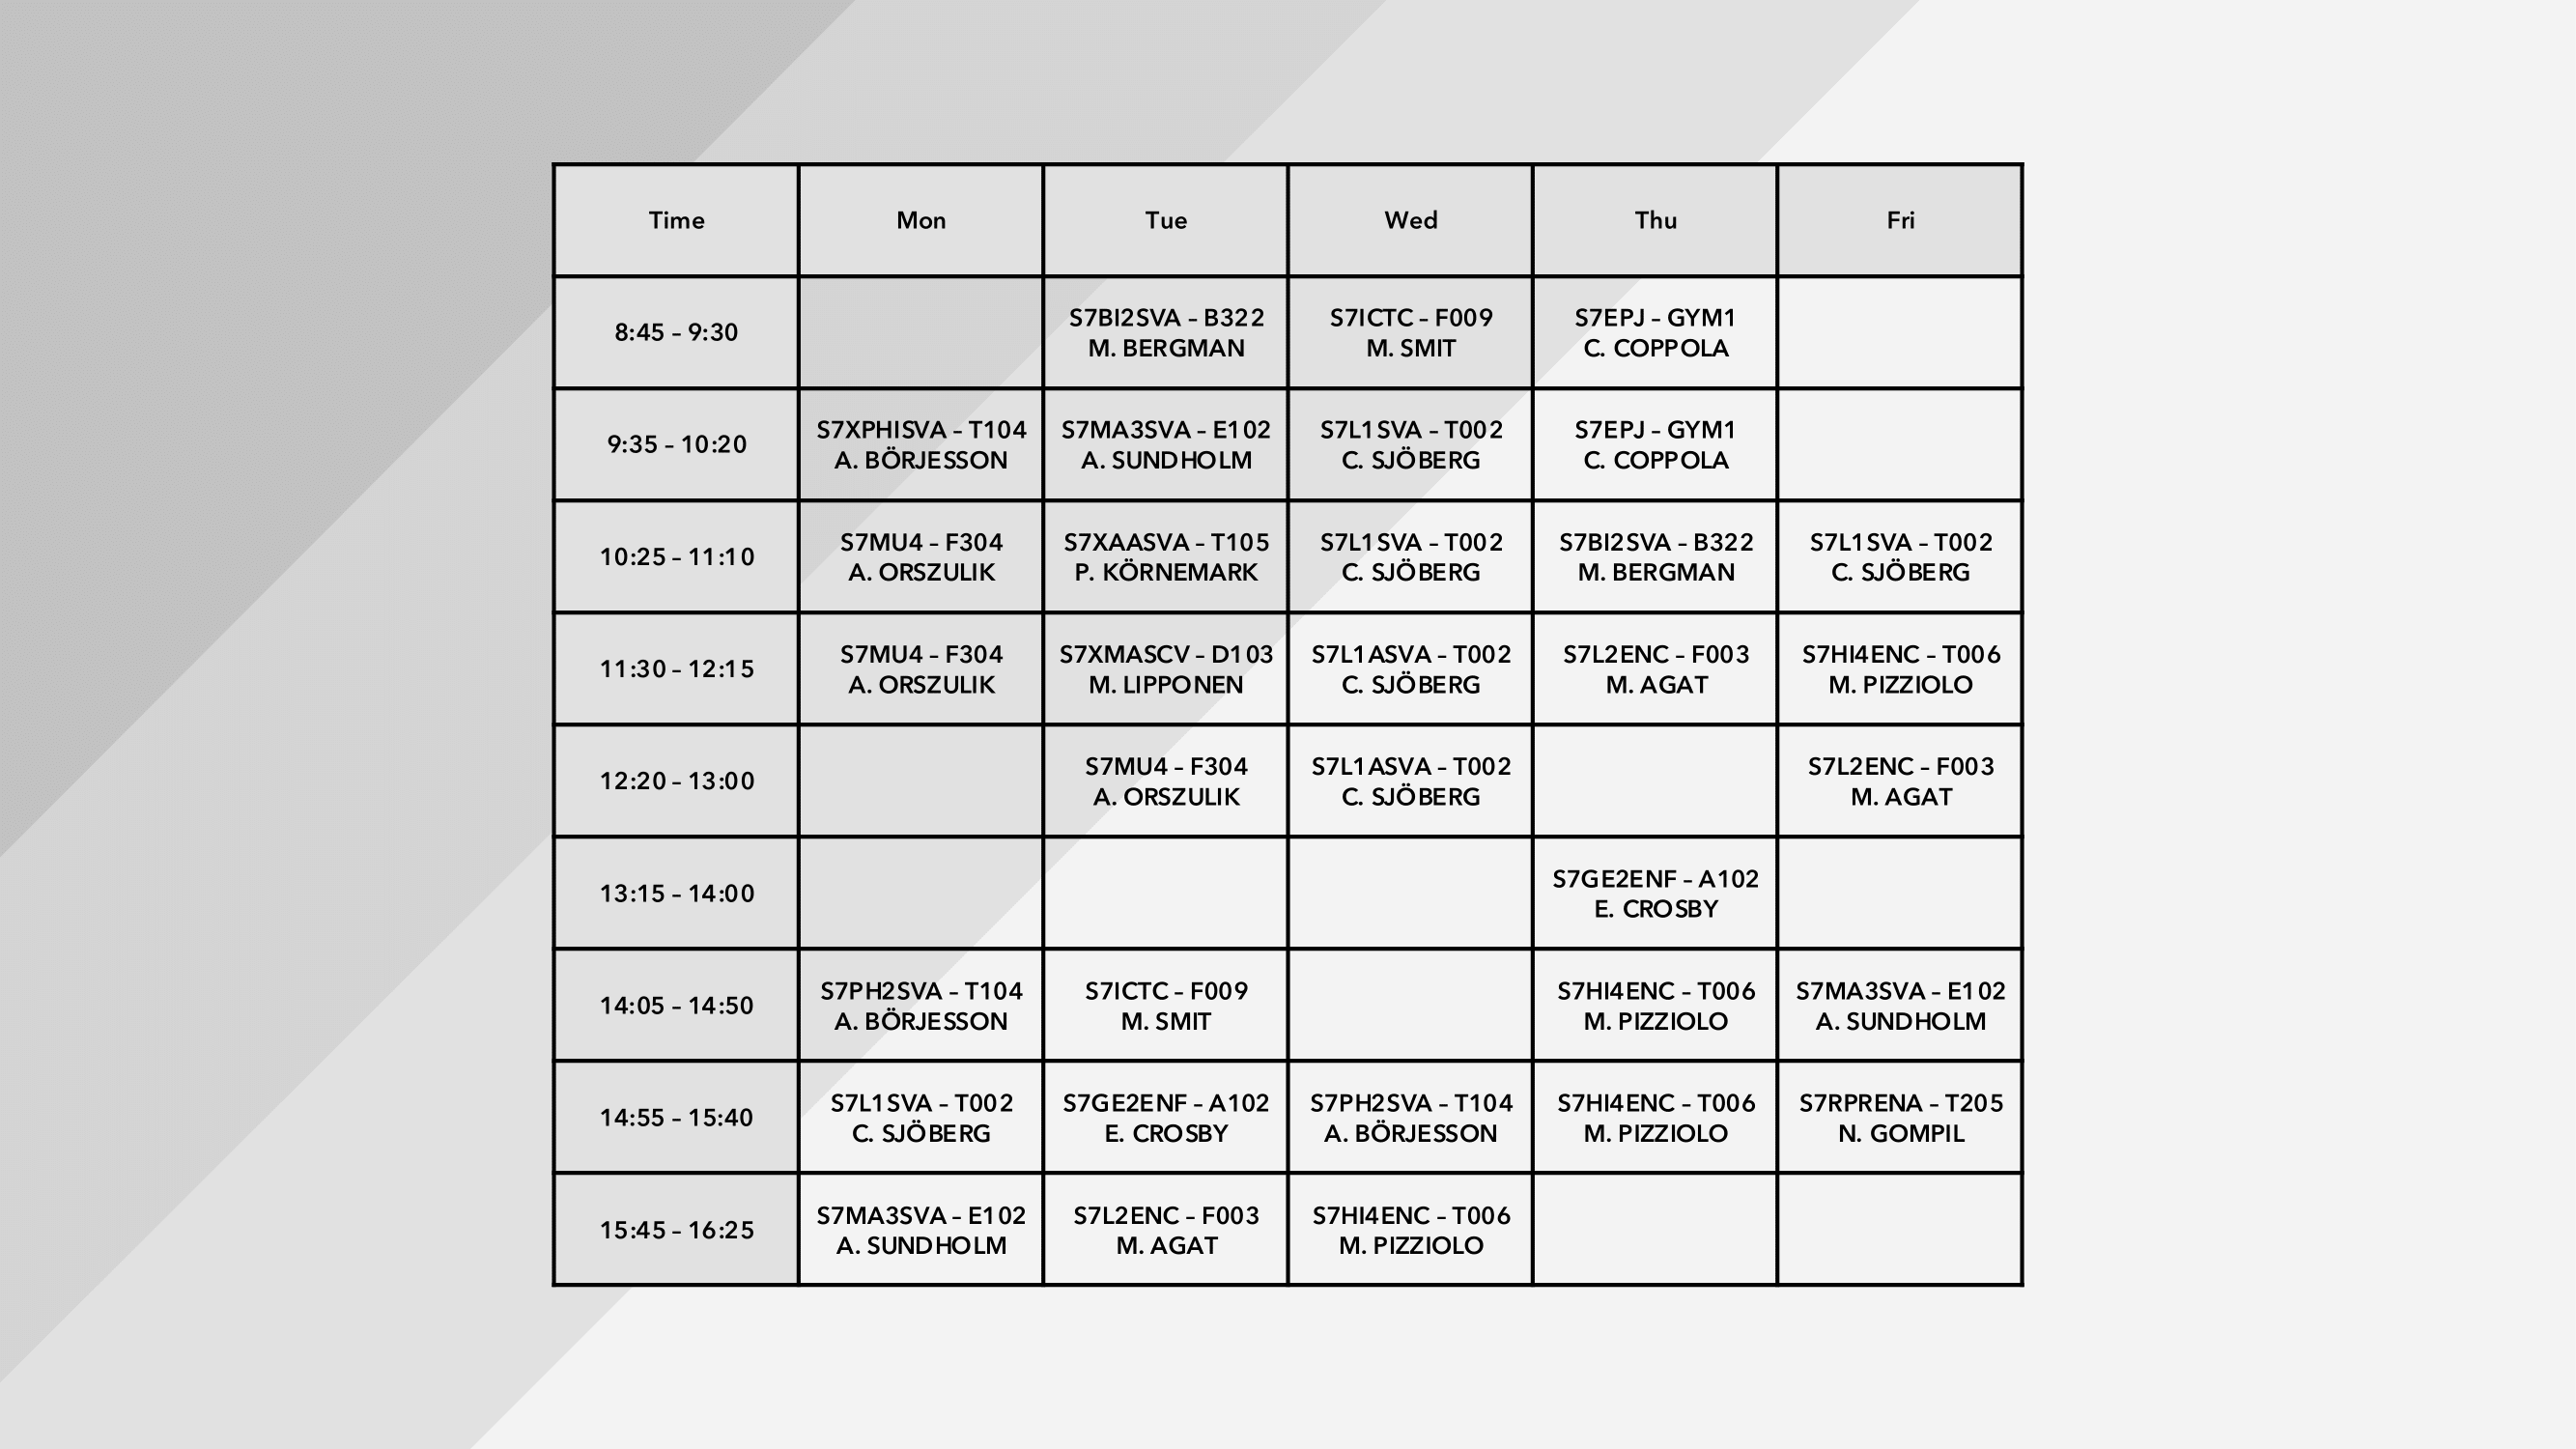 Time Mon Tue Wed Thu Fri
8:45 – 9:30
S7BI2SVA – B322
M. BERGMAN
S7ICTC – F009
M. SMIT
S7EPJ – GYM1
C. COPPOLA
9:35 – 10:20
S7XPHISVA – T104
A. BÖRJESSON
S7MA3SVA – E102
A. SUNDHOLM
S7L1SVA – T002
C. SJÖBERG
S7EPJ – GYM1
C. COPPOLA
10:25 – 11:10
S7MU4 – F304
A. ORSZULIK
S7XAASVA – T105
P. KÖRNEMARK
S7L1SVA – T002
C. SJÖBERG
S7BI2SVA – B322
M. BERGMAN
S7L1SVA – T002
C. SJÖBERG
11:30 – 12:15
S7MU4 – F304
A. ORSZULIK
S7XMASCV – D103
M. LIPPONEN
S7L1ASVA – T002
C. SJÖBERG
S7L2ENC – F003
M. AGAT
S7HI4ENC – T006
M. PIZZIOLO
12:20 – 13:00
S7MU4 – F304
A. ORSZULIK
S7L1ASVA – T002
C. SJÖBERG
S7L2ENC – F003
M. AGAT
13:15 – 14:00
S7GE2ENF – A102
E. CROSBY
14:05 – 14:50
S7PH2SVA – T104
A. BÖRJESSON
S7ICTC – F009
M. SMIT
S7HI4ENC – T006
M. PIZZIOLO
S7MA3SVA – E102
A. SUNDHOLM
14:55 – 15:40
S7L1SVA – T002
C. SJÖBERG
S7GE2ENF – A102
E. CROSBY
S7PH2SVA – T104
A. BÖRJESSON
S7HI4ENC – T006
M. PIZZIOLO
S7RPRENA – T205
N. GOMPIL
15:45 – 16:25
S7MA3SVA – E102
A. SUNDHOLM
S7L2ENC – F003
M. AGAT
S7HI4ENC – T006
M. PIZZIOLO